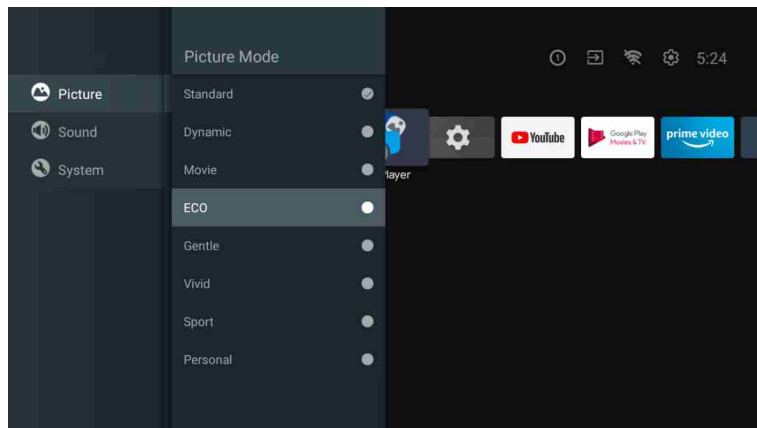 Picture Mode
5:24
Picture
Sound
System
Standard
Dynamic
Movie
ECO
Gentle
Vivid
Sport
Personal
layer
YouTube
Google Play
Movies & TV
prime video